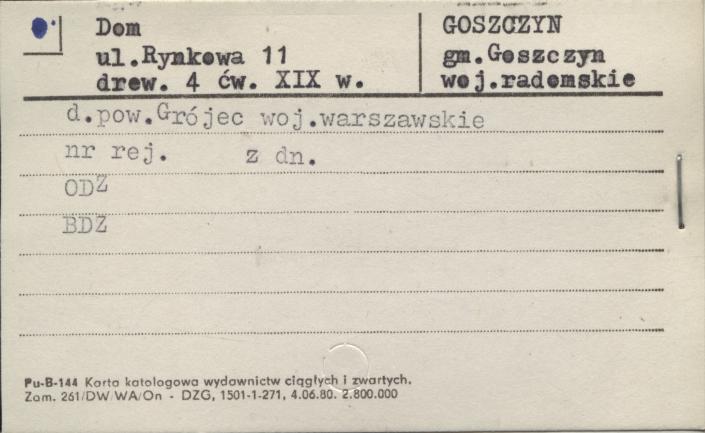 Dom
ul.Rynkowa 11
drew. 4 ćw. XIX w.
GOSZCZYN
gm.Goszczyn
woj.radomskie
d.pow.Grójec woj.warszawskie
nr rej. z dn.
ODZ
BDZ
Pu-B-144 Karta katalogowa wydawnictw ciągłych i zwartych.
Zam. 261/DW/WA/On - DZG, 1501-1-271, 4.06.80. 2.800.000